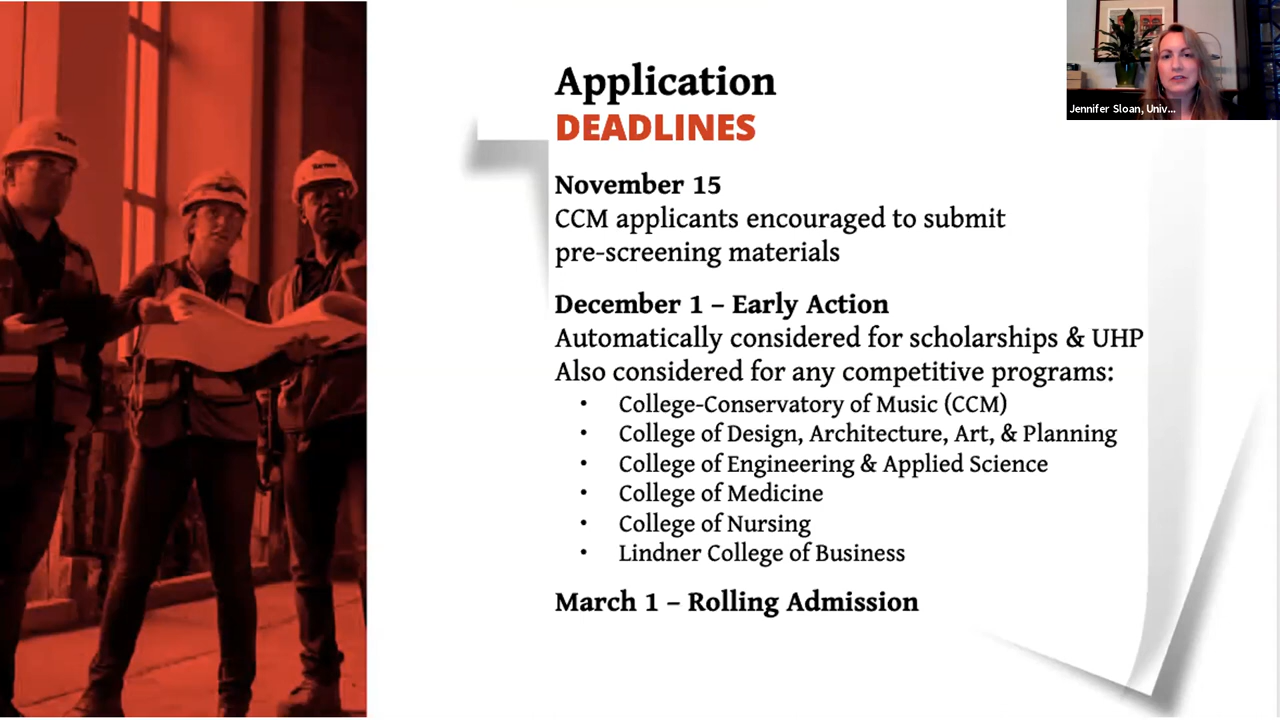 Application
DEADLINES
November 15
CCM applicants encouraged to submit
pre-screening materials
December 1 – Early Action
Automatically considered for scholarships & UHP
Also considered for any competitive programs:
• College-Conservatory of Music (CCM)
• College of Design, Architecture, Art, & Planning
• College of Engineering & Applied Science
• College of Medicine
• College of Nursing
• Lindner College of Business
March 1 – Rolling Admission
Jennifer Sloan, Univ...